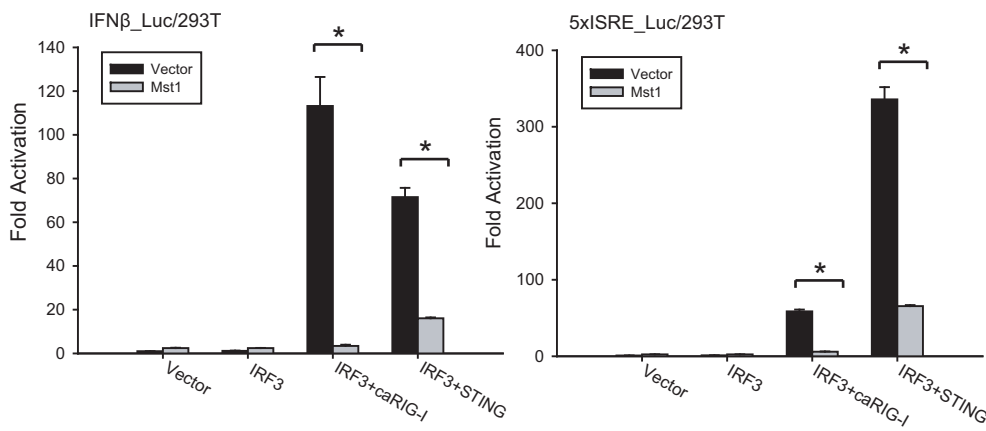 IFNβ_Luc/293T
Fold Activation
140
120
100
80
60
40
20
0
Vector
Mst1
*
*
Vector
IRF3
IRF3+caRIG-I
IRF3+STING
5xISRE_Luc/293T
Fold Activation
400
300
200
100
0
Vector
Mst1
*
*
Vector
IRF3
IRF3+caRIG-I
IRF3+STING